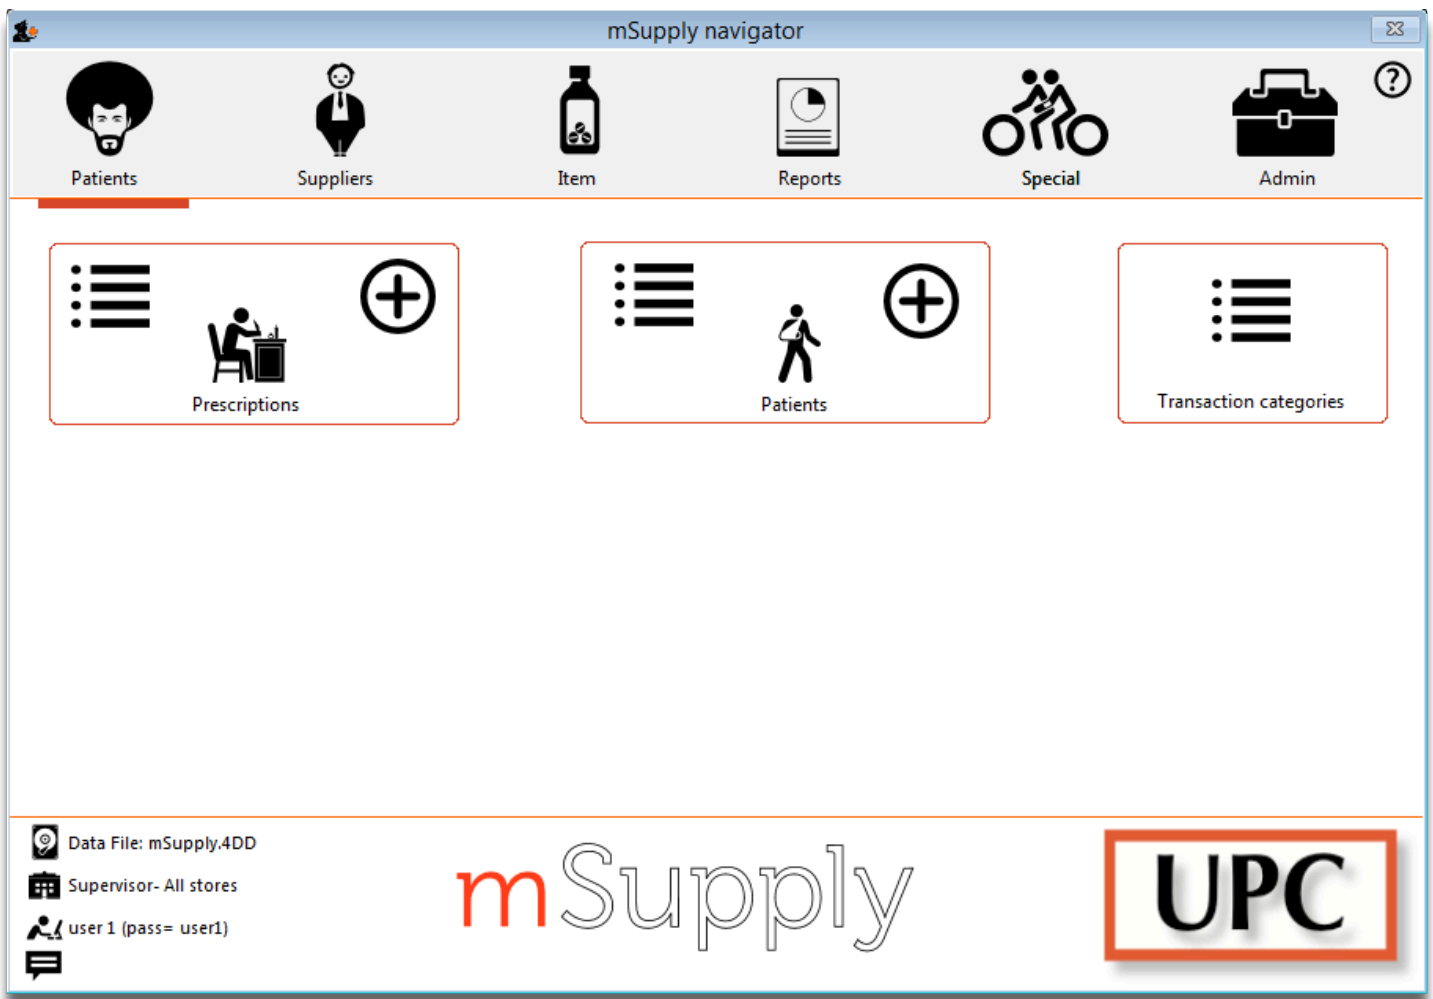 mSupply navigator
Patients
Suppliers
Item
Reports
Special
Admin
?
Prescriptions
Patients
Transaction categories
Data File: mSupply.4DD
Supervisor- All stores
user 1 (pass= user1)
mSupply
UPC